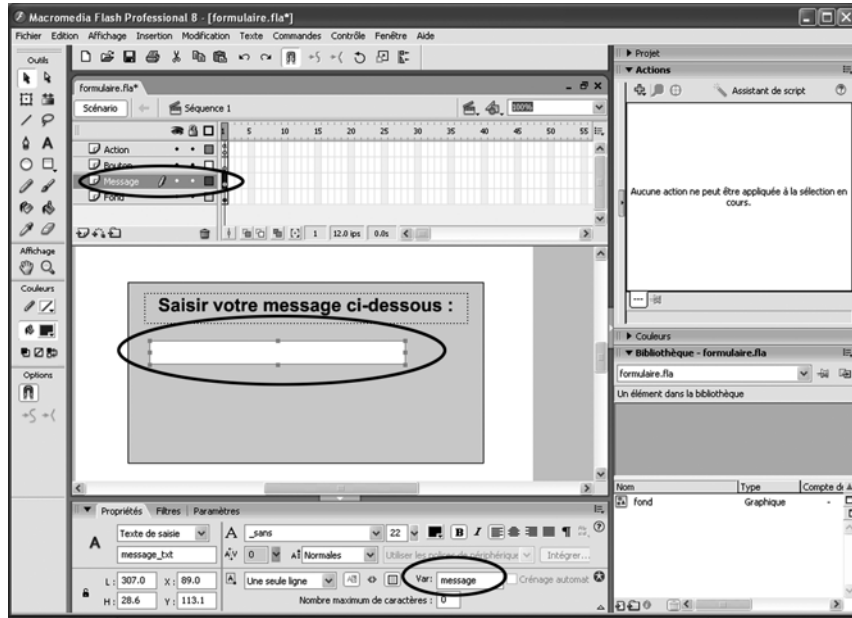 Macromedia Flash Professional 8 - [formulaire.fla*]
Fichier Edition Affichage Insertion Modification Texte Commandes Contrôle Fenêtre Aide
Outils
Affichage
Couleurs
Options
formulaire.fla*
Scénario
Séquence 1
100%
1 5 10 15 20 25 30 35 40 45 50 55
Action
Bouton
Message
Fond
1 12.0 ips 0.0s
Saisir votre message ci-dessous :
Propriétés Filtres Paramètres
A Texte de saisie A _sans 22 B I
message_txt A/V 0 Normales Utiliser les polices de périphérique Intégrer...
L : 307.0 X : 89.0 Une seule ligne Var: message Crénage automat
H : 28.6 Y : 113.1 Nombre maximum de caractères : 0
Projet
Actions
Assistant de script
Aucune action ne peut être appliquée à la sélection en
cours.
Couleurs
Bibliothèque - formulaire.fla
formulaire.fla
Un élément dans la bibliothèque
Nom Type Compte de
fond Graphique -